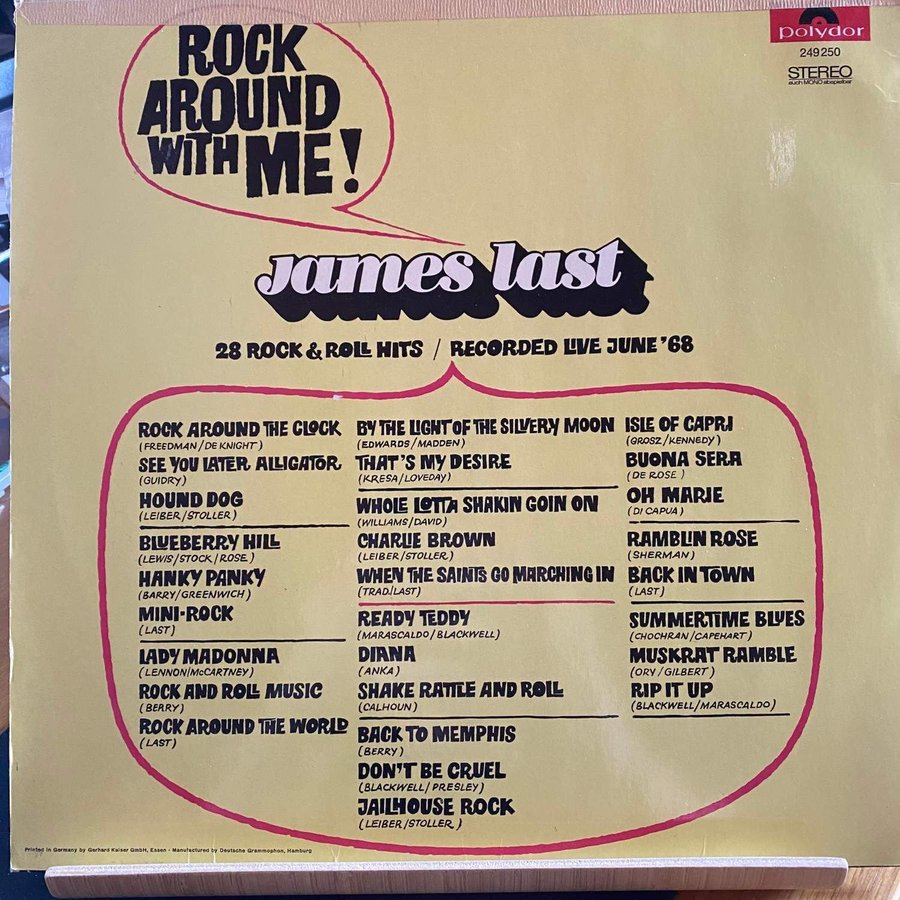 ROCK
AROUND
WITH ME!
polydor
249250
STEREO
auch MONO abspielbar
james last
28 ROCK & ROLL HITS / RECORDED LIVE JUNE '68
ROCK AROUND THE CLOCK
(FREEDMAN/DE KNIGHT)
SEE YOU LATER ALLIGATOR
(GUIDRY)
HOUND DOG
(LEIBER/STOLLER)
BLUEBERRY HILL
(LEWIS/STOCK/ROSE)
HANKY PANKY
(BARRY/GREENWICH)
MINI-ROCK
(LAST)
LADY MADONNA
(LENNON/McCARTNEY)
ROCK AND ROLL MUSIC
(BERRY)
ROCK AROUND THE WORLD
(LAST)
BY THE LIGHT OF THE SILVERY MOON
(EDWARDS/MADDEN)
THAT'S MY DESIRE
(KRESA/LOVEDAY)
WHOLE LOTTA SHAKIN GOIN ON
(WILLIAMS/DAVID)
CHARLIE BROWN
(LEIBER/STOLLER)
WHEN THE SAINTS GO MARCHING IN
(TRAD/LAST)
READY TEDDY
(MARASCALDO/BLACKWELL)
DIANA
(ANKA)
SHAKE RATTLE AND ROLL
(CALHOUN)
BACK TO MEMPHIS
(BERRY)
DON'T BE CRUEL
(BLACKWELL/PRESLEY)
JAILHOUSE ROCK
(LEIBER/STOLLER)
ISLE OF CAPRI
(GROSZ/KENNEDY)
BUONA SERA
(DE ROSE)
OH MARIE
(DI CAPUA)
RAMBLIN ROSE
(SHERMAN)
BACK IN TOWN
(LAST)
SUMMERTIME BLUES
(CHOCHRAN/CAPEHART)
MUSKRAT RAMBLE
(ORY/GILBERT)
RIP IT UP
(BLACKWELL/MARASCALDO)
Printed in Germany by Gerhard Kaiser GmbH, Essen · Manufactured by Deutsche Grammophon, Hamburg